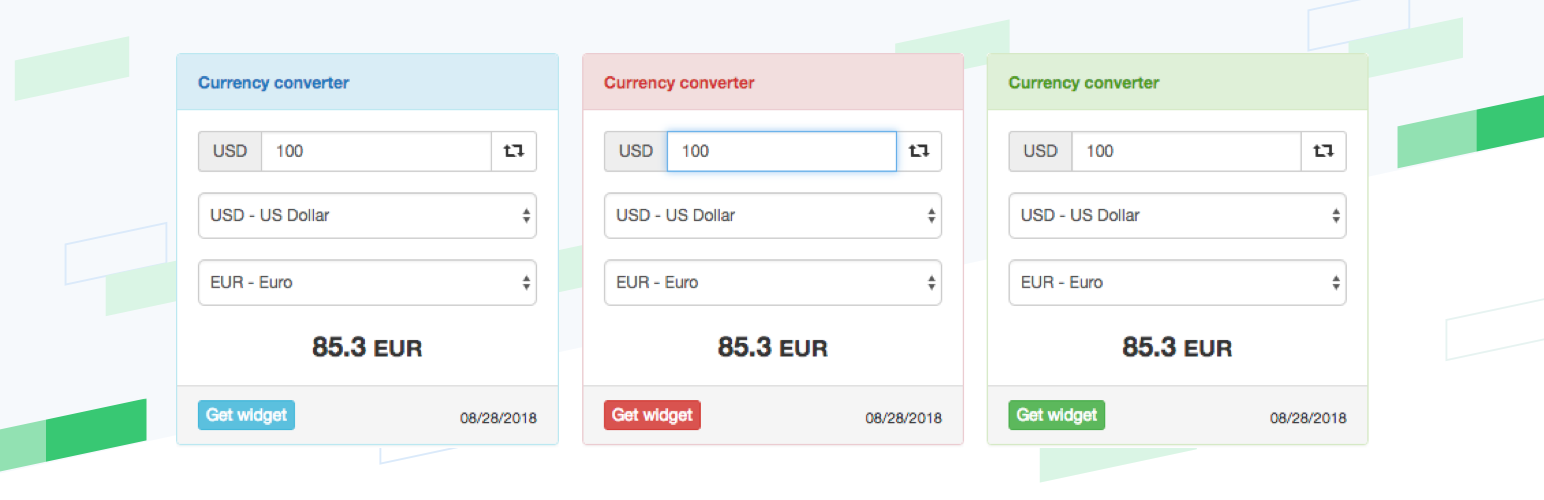 Currency converter
USD 100
USD - US Dollar
EUR - Euro
85.3 EUR
Get widget 08/28/2018
Currency converter
USD 100
USD - US Dollar
EUR - Euro
85.3 EUR
Get widget 08/28/2018
Currency converter
USD 100
USD - US Dollar
EUR - Euro
85.3 EUR
Get widget 08/28/2018